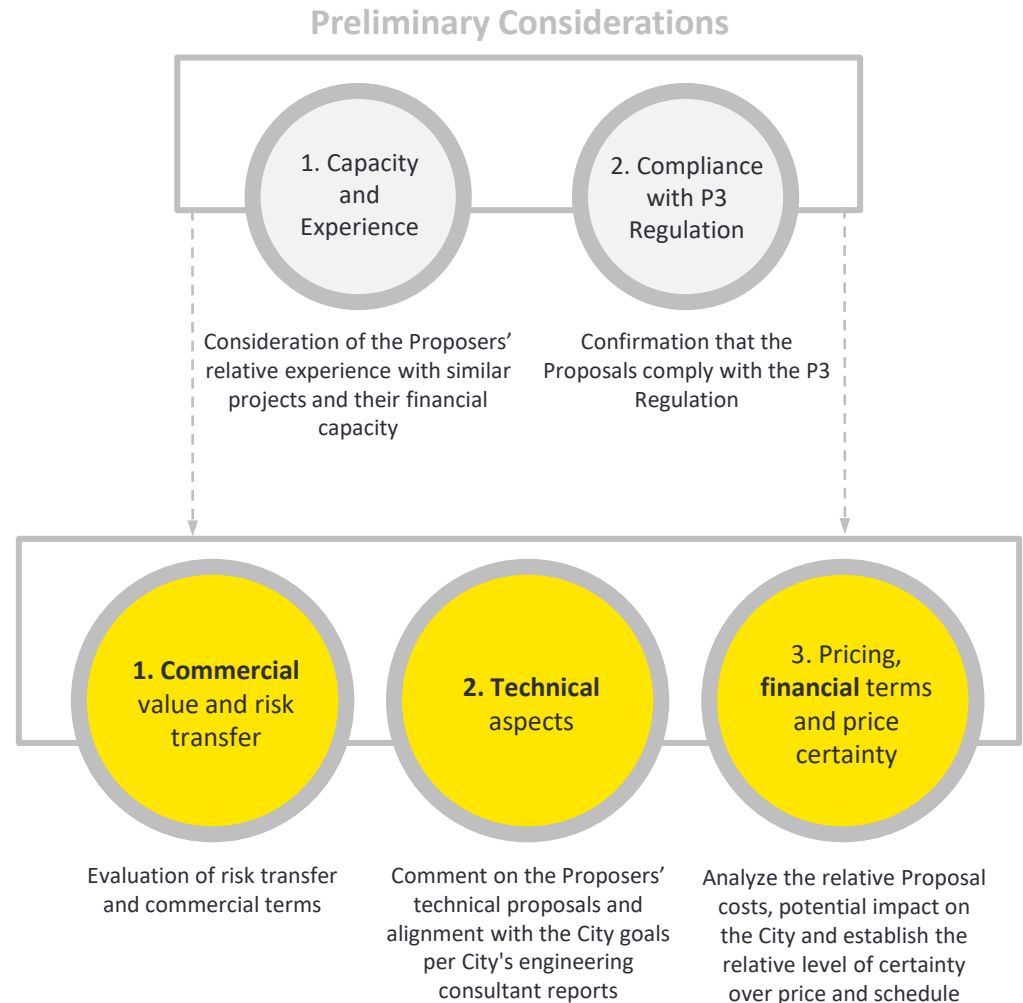 Preliminary Considerations
1. Capacity
and
Experience
2. Compliance
with P3
Regulation
Consideration of the Proposers’
relative experience with similar
projects and their financial
capacity
Confirmation that the
Proposals comply with the P3
Regulation
1. Commercial
value and risk
transfer
2. Technical
aspects
3. Pricing,
financial terms
and price
certainty
Evaluation of risk transfer
and commercial terms
Comment on the Proposers’
technical proposals and
alignment with the City goals
per City's engineering
consultant reports
Analyze the relative Proposal
costs, potential impact on
the City and establish the
relative level of certainty
over price and schedule